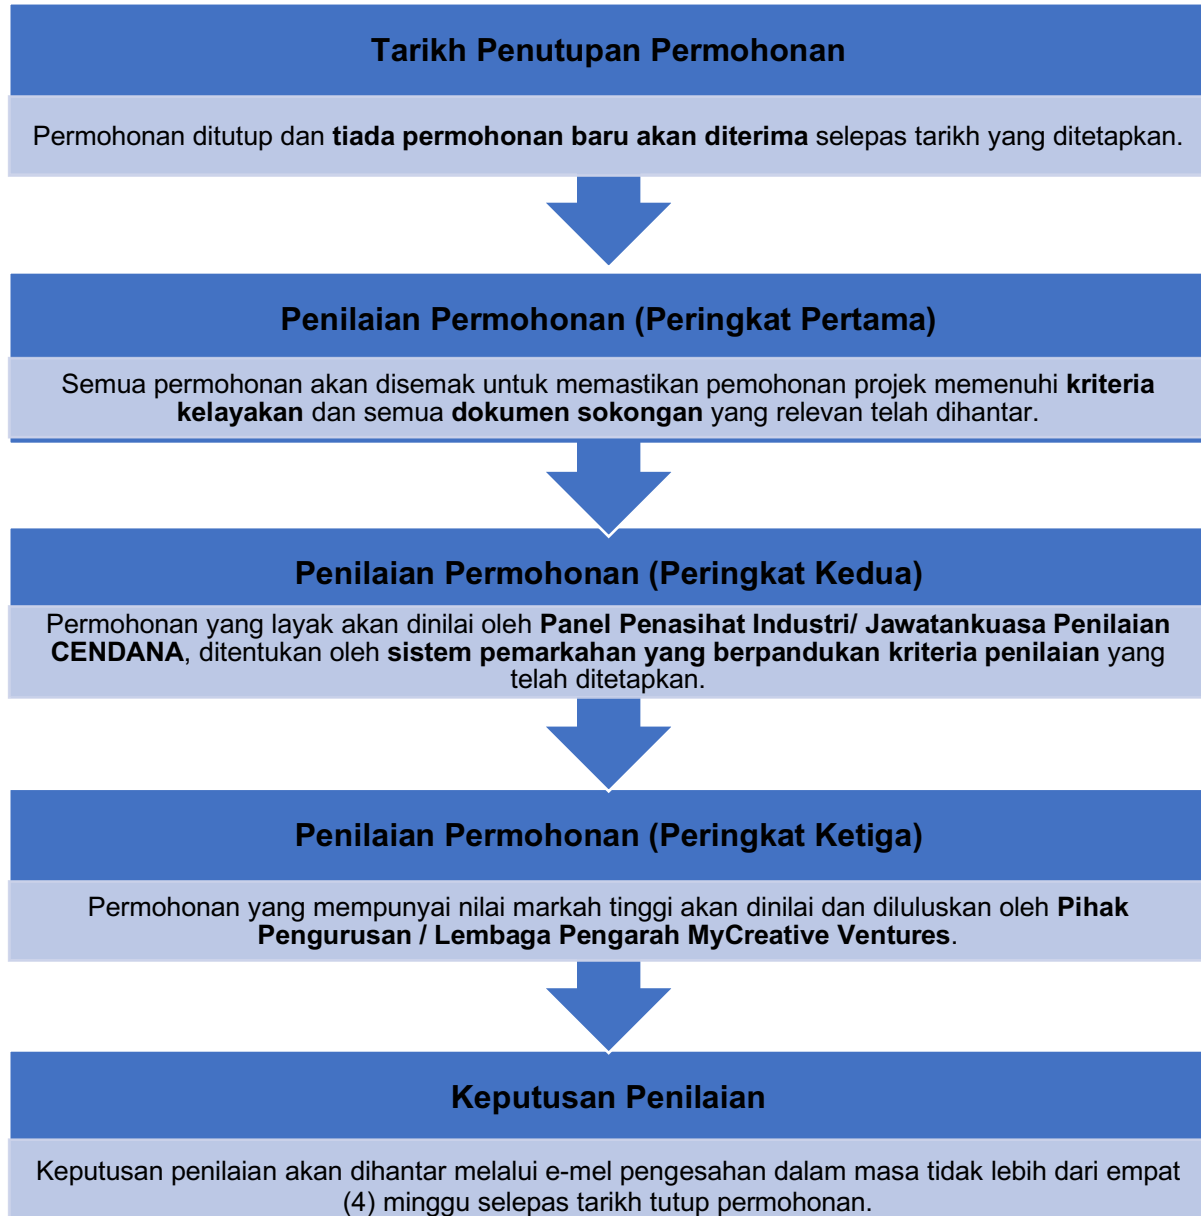 Tarikh Penutupan Permohonan
Permohonan ditutup dan tiada permohonan baru akan diterima selepas tarikh yang ditetapkan.
Penilaian Permohonan (Peringkat Pertama)
Semua permohonan akan disemak untuk memastikan pemohonan projek memenuhi kriteria
kelayakan dan semua dokumen sokongan yang relevan telah dihantar.
Penilaian Permohonan (Peringkat Kedua)
Permohonan yang layak akan dinilai oleh Panel Penasihat Industri/ Jawatankuasa Penilaian
CENDANA, ditentukan oleh sistem pemarkahan yang berpandukan kriteria penilaian yang
telah ditetapkan.
Penilaian Permohonan (Peringkat Ketiga)
Permohonan yang mempunyai nilai markah tinggi akan dinilai dan diluluskan oleh Pihak
Pengurusan / Lembaga Pengarah MyCreative Ventures.
Keputusan Penilaian
Keputusan penilaian akan dihantar melalui e-mel pengesahan dalam masa tidak lebih dari empat
(4) minggu selepas tarikh tutup permohonan.